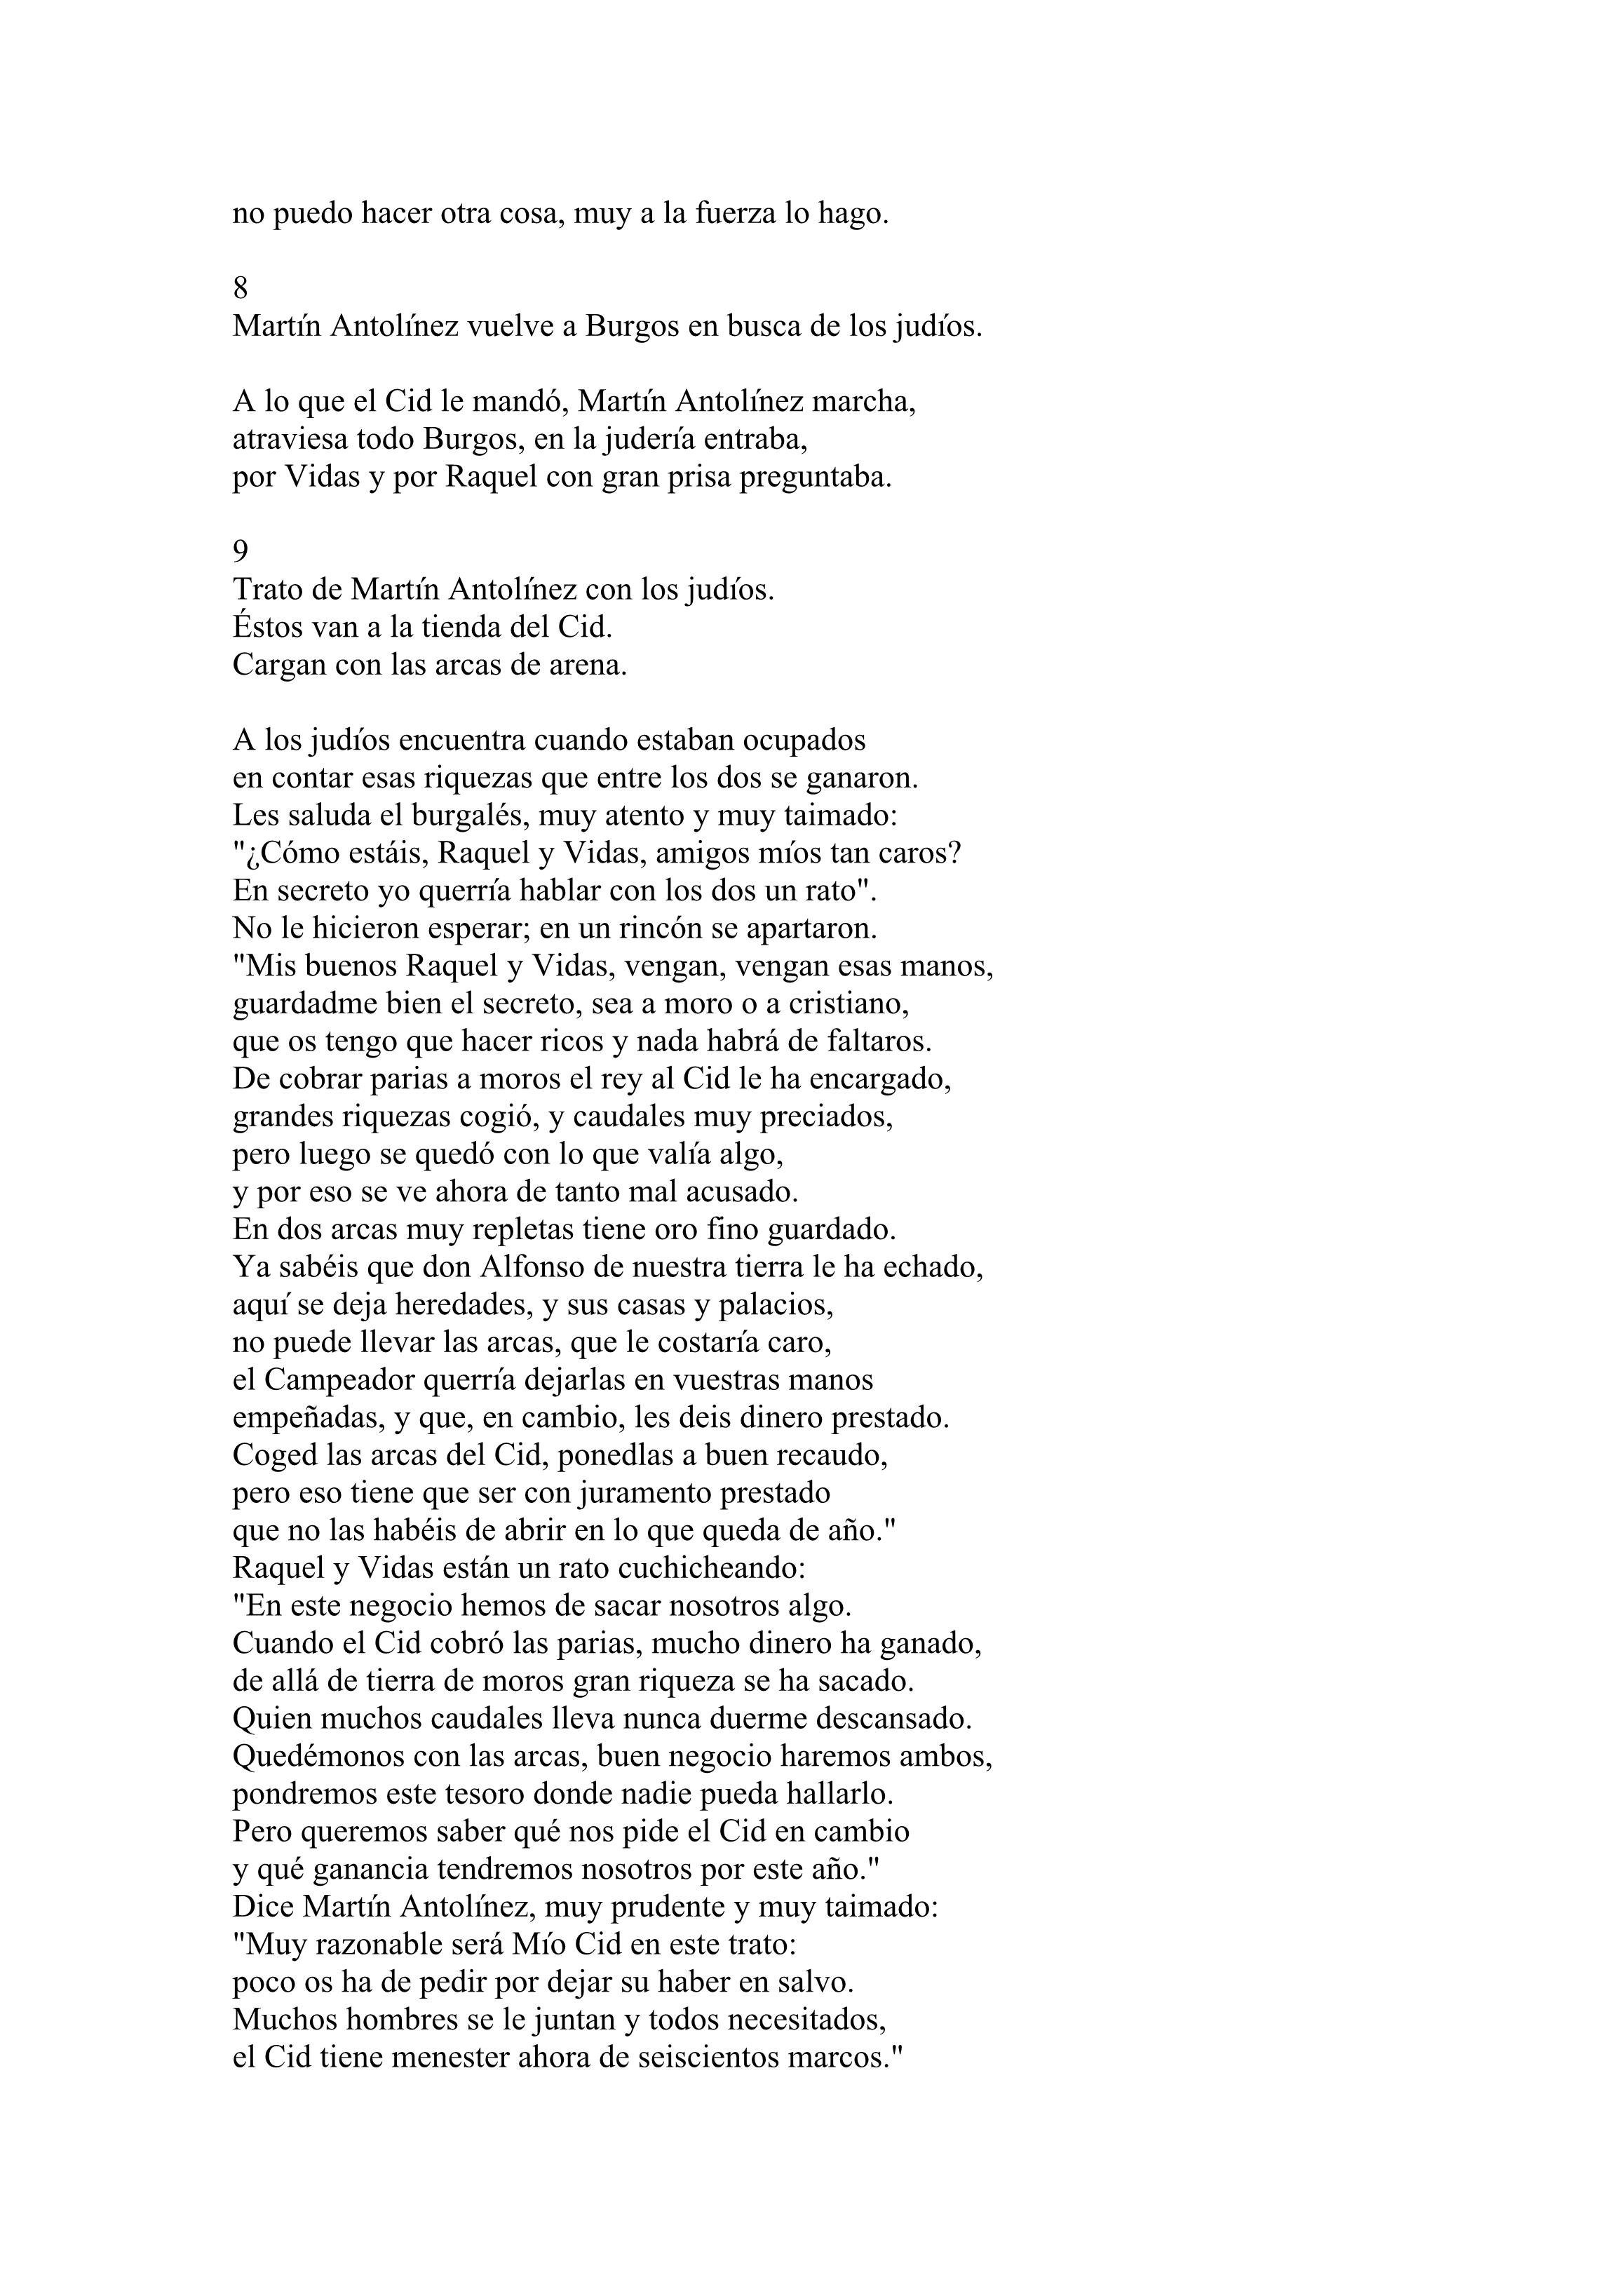 no puedo hacer otra cosa, muy a la fuerza lo hago.
8
Martín Antolínez vuelve a Burgos en busca de los judíos.
A lo que el Cid le mandó, Martín Antolínez marcha,
atraviesa todo Burgos, en la judería entraba,
por Vidas y por Raquel con gran prisa preguntaba.
9
Trato de Martín Antolínez con los judíos.
Éstos van a la tienda del Cid.
Cargan con las arcas de arena.
A los judíos encuentra cuando estaban ocupados
en contar esas riquezas que entre los dos se ganaron.
Les saluda el burgalés, muy atento y muy taimado:
"¿Cómo estáis, Raquel y Vidas, amigos míos tan caros?
En secreto yo querría hablar con los dos un rato".
No le hicieron esperar; en un rincón se apartaron.
"Mis buenos Raquel y Vidas, vengan, vengan esas manos,
guardadme bien el secreto, sea a moro o a cristiano,
que os tengo que hacer ricos y nada habrá de faltaros.
De cobrar parias a moros el rey al Cid le ha encargado,
grandes riquezas cogió, y caudales muy preciados,
pero luego se quedó con lo que valía algo,
y por eso se ve ahora de tanto mal acusado.
En dos arcas muy repletas tiene oro fino guardado.
Ya sabéis que don Alfonso de nuestra tierra le ha echado,
aquí se deja heredades, y sus casas y palacios,
no puede llevar las arcas, que le costaría caro,
el Campeador querría dejarlas en vuestras manos
empeñadas, y que, en cambio, les deis dinero prestado.
Coged las arcas del Cid, ponedlas a buen recaudo,
pero eso tiene que ser con juramento prestado
que no las habéis de abrir en lo que queda de año."
Raquel y Vidas están un rato cuchicheando:
"En este negocio hemos de sacar nosotros algo.
Cuando el Cid cobró las parias, mucho dinero ha ganado,
de allá de tierra de moros gran riqueza se ha sacado.
Quien muchos caudales lleva nunca duerme descansado.
Quedémonos con las arcas, buen negocio haremos ambos,
pondremos este tesoro donde nadie pueda hallarlo.
Pero queremos saber qué nos pide el Cid en cambio
y qué ganancia tendremos nosotros por este año."
Dice Martín Antolínez, muy prudente y muy taimado:
"Muy razonable será Mío Cid en este trato:
poco os ha de pedir por dejar su haber en salvo.
Muchos hombres se le juntan y todos necesitados,
el Cid tiene menester ahora de seiscientos marcos."